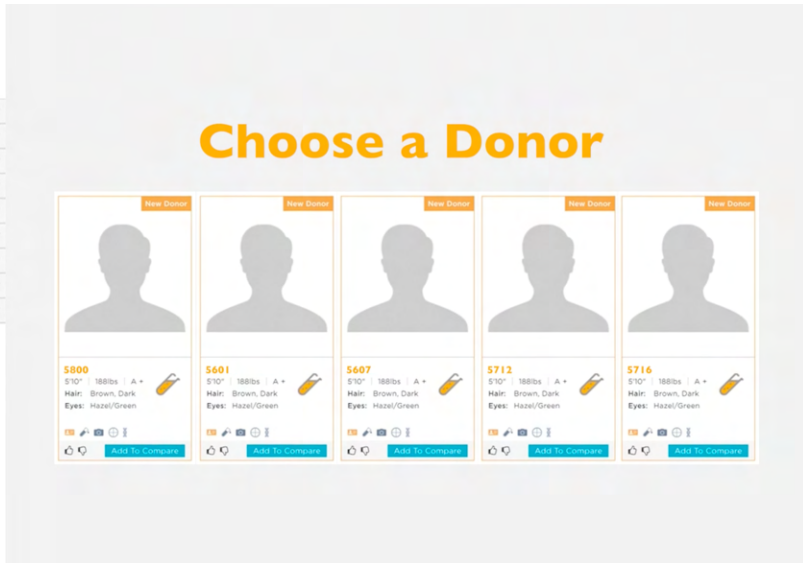 Choose a Donor
New Donor
5800
5'10" | 188lbs | A +
Hair: Brown, Dark
Eyes: Hazel/Green
Add To Compare
New Donor
5601
5'10" | 188lbs | A +
Hair: Brown, Dark
Eyes: Hazel/Green
Add To Compare
New Donor
5607
5'10" | 188lbs | A +
Hair: Brown, Dark
Eyes: Hazel/Green
Add To Compare
New Donor
5712
5'10" | 188lbs | A +
Hair: Brown, Dark
Eyes: Hazel/Green
Add To Compare
New Donor
5716
5'10" | 188lbs | A +
Hair: Brown, Dark
Eyes: Hazel/Green
Add To Compare